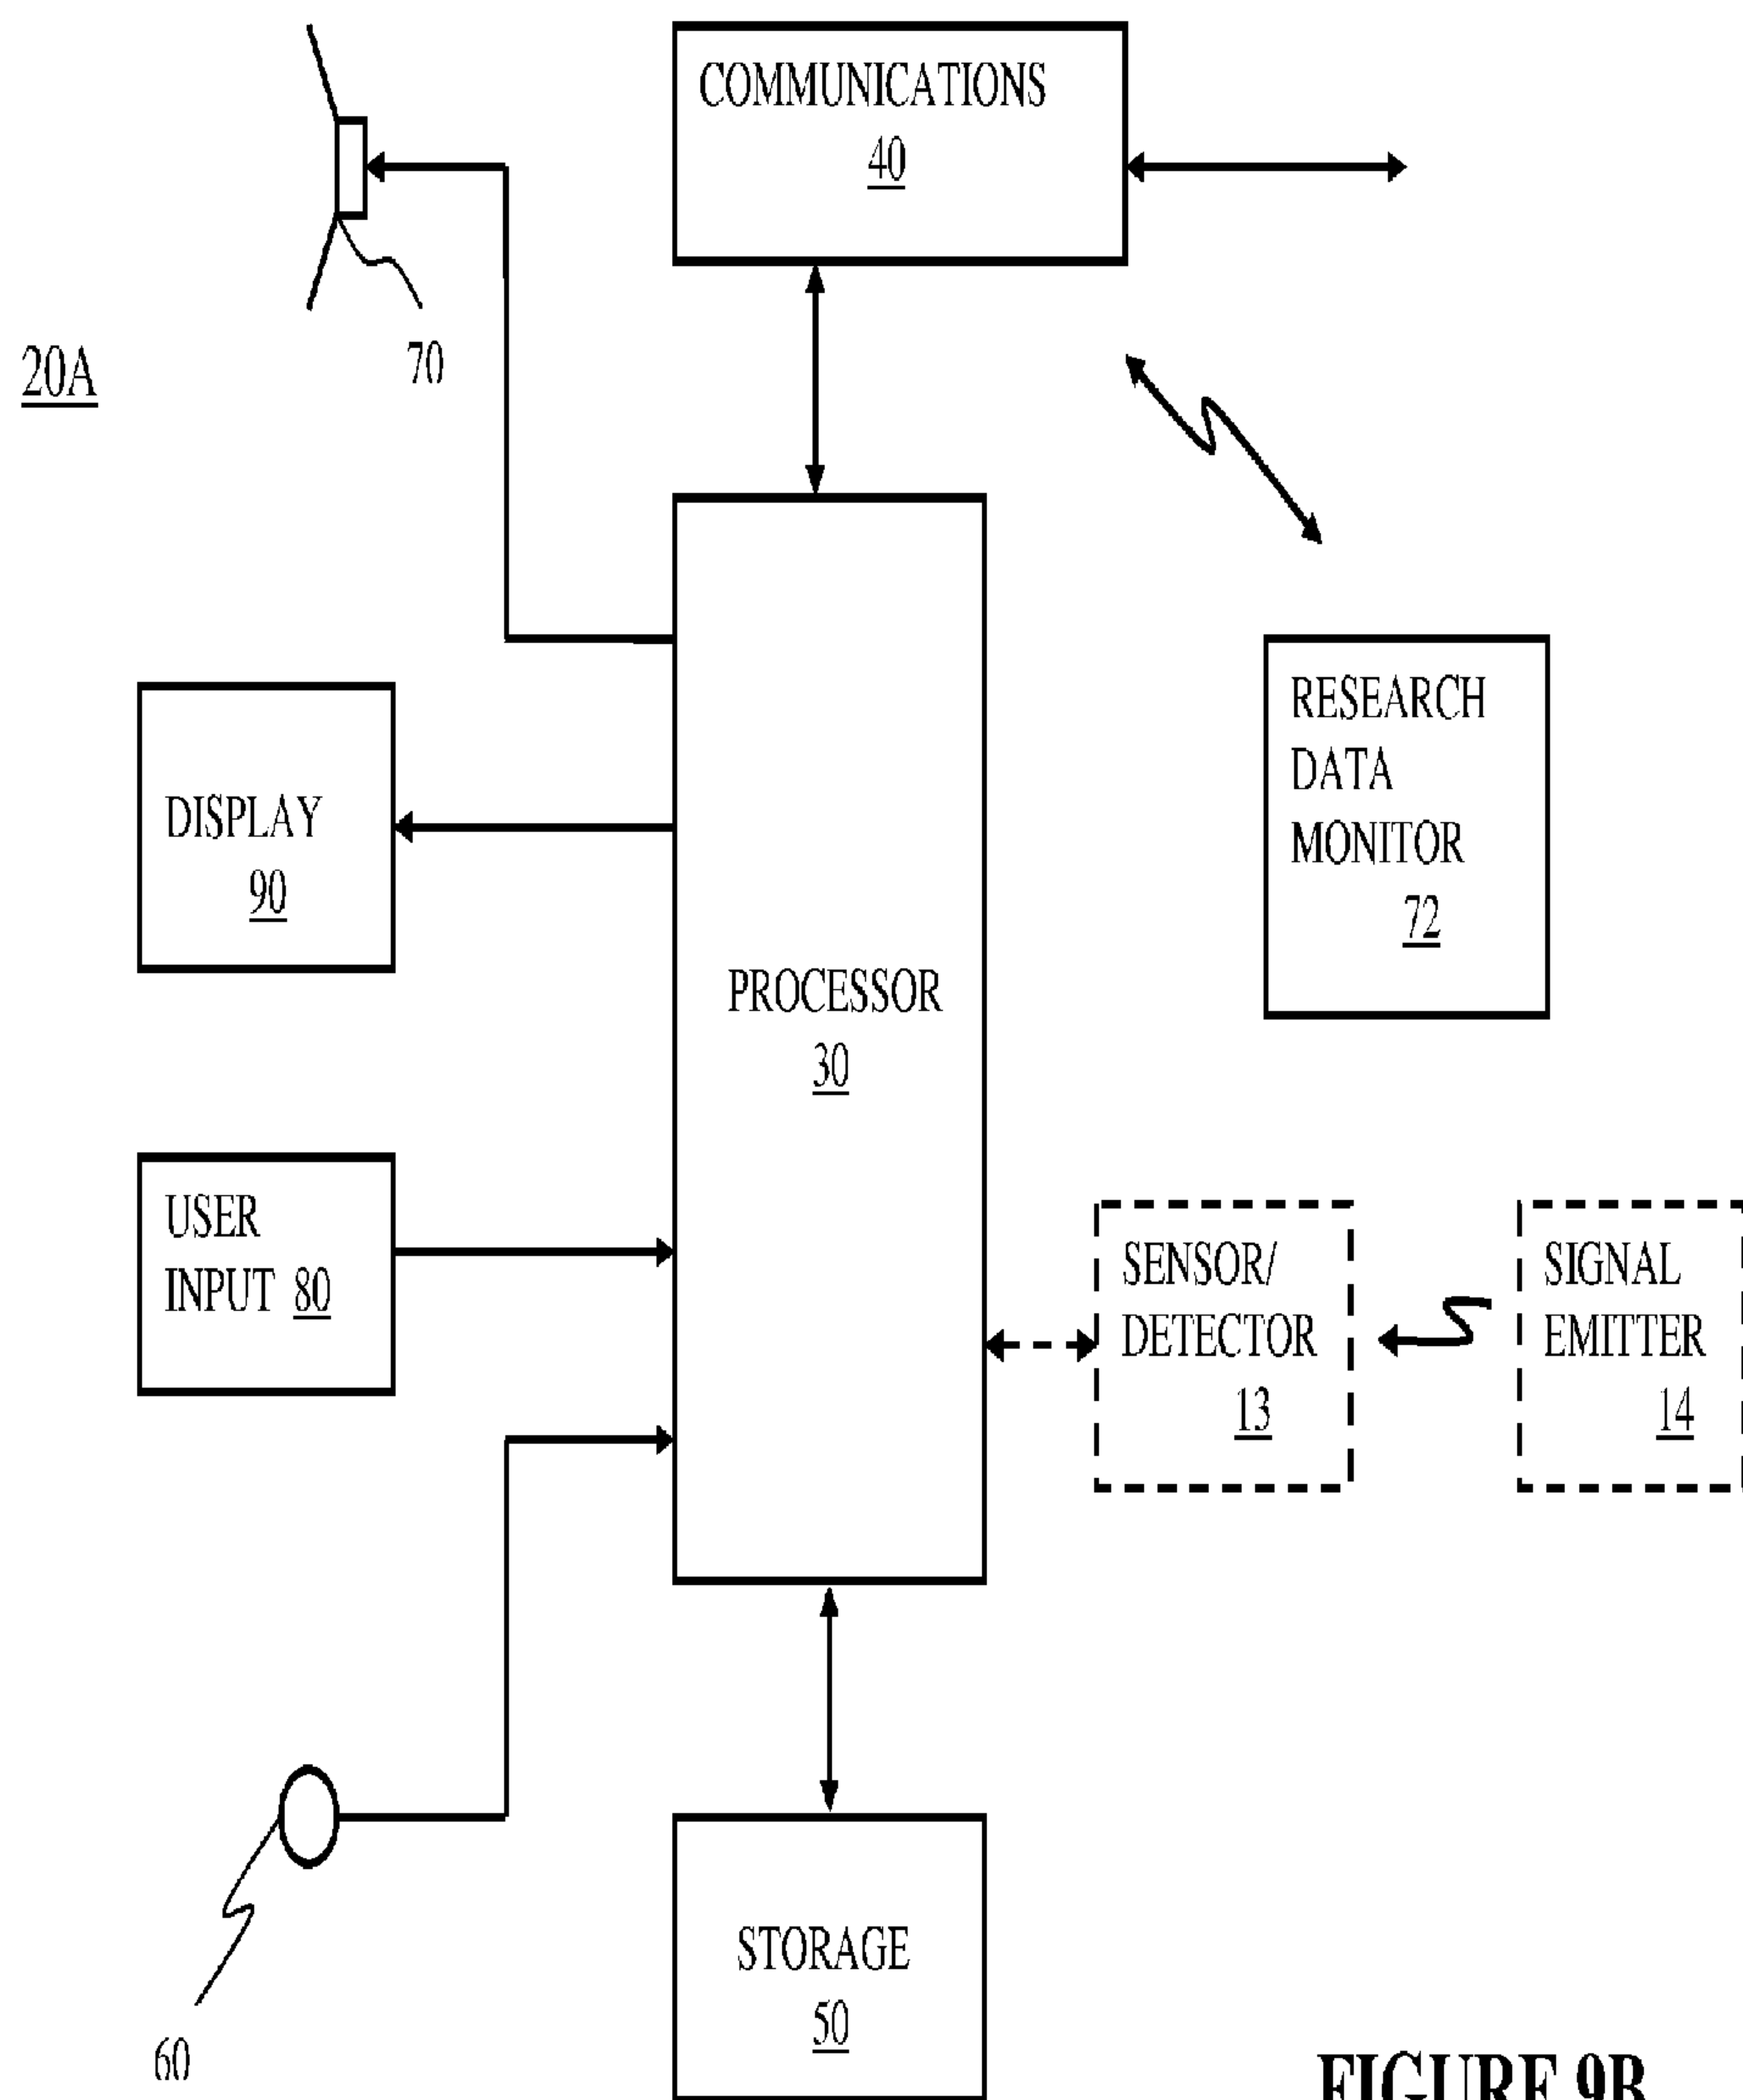 COMMUNICATIONS
40
70
20A
RESEARCH
DATA
MONITOR
72
DISPLAY
90
PROCESSOR
30
USER
INPUT 80
SENSOR/
DETECTOR
13
SIGNAL
EMITTER
14
STORAGE
50
60
FIGURE 9B